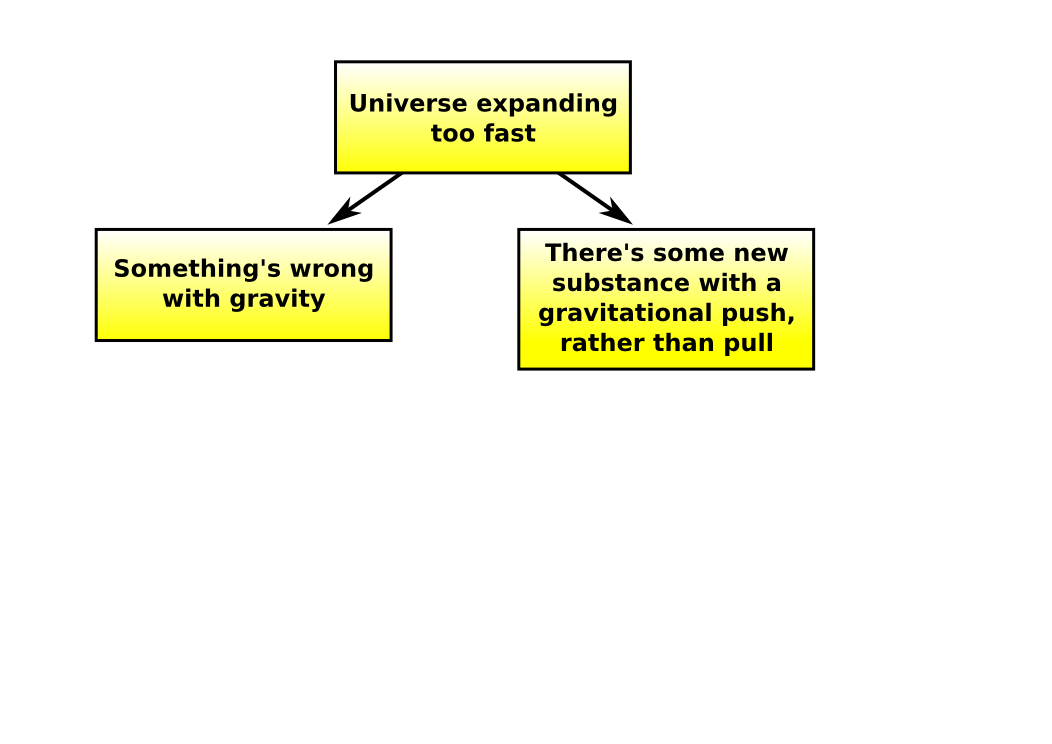 Universe expanding
too fast
Something's wrong
with gravity
There's some new
substance with a
gravitational push,
rather than pull